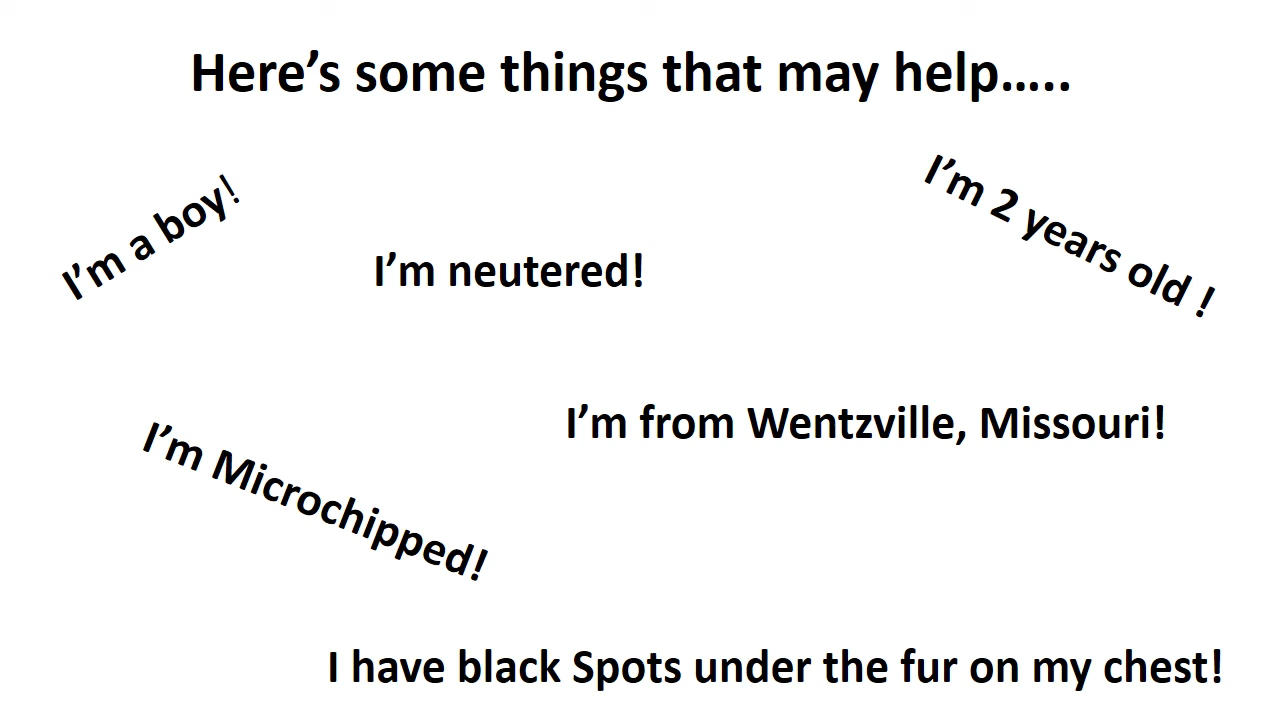 Here’s some things that may help…..
I’m a boy!
I’m 2 years old !
I’m neutered!
I’m from Wentzville, Missouri!
I’m Microchipped!
I have black Spots under the fur on my chest!